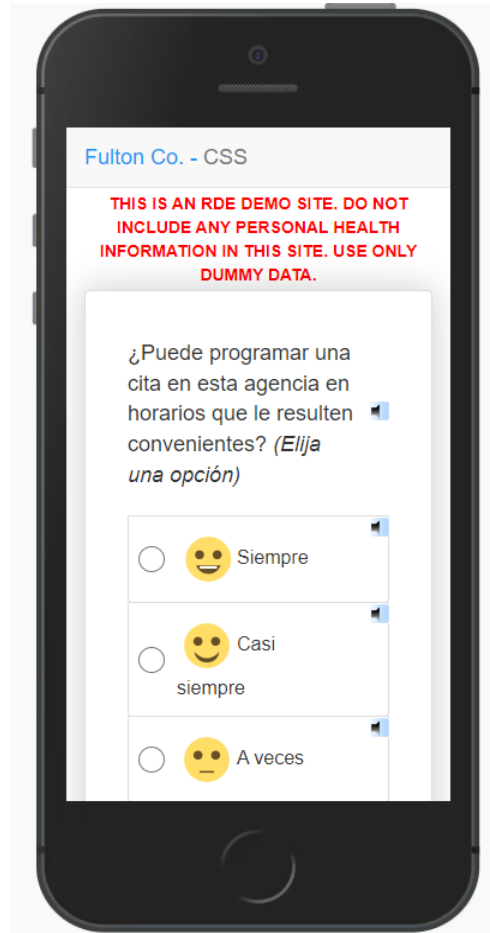 Fulton Co. - CSS
THIS IS AN RDE DEMO SITE. DO NOT
INCLUDE ANY PERSONAL HEALTH
INFORMATION IN THIS SITE. USE ONLY
DUMMY DATA.
¿Puede programar una
cita en esta agencia en
horarios que le resulten
convenientes? (Elija
una opción)
Siempre
Casi
siempre
A veces